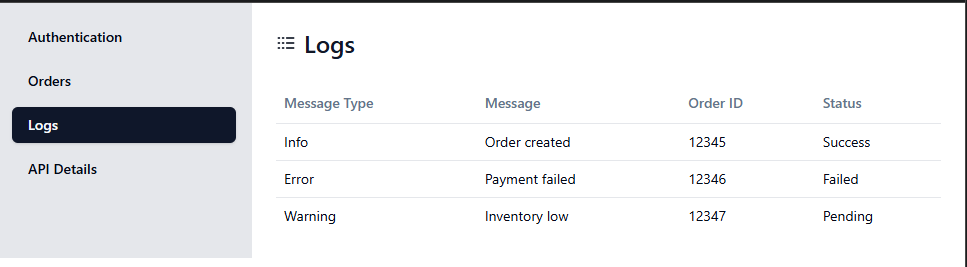 Authentication
Orders
Logs
API Details
Logs
Message Type Message Order ID Status
Info Order created 12345 Success
Error Payment failed 12346 Failed
Warning Inventory low 12347 Pending